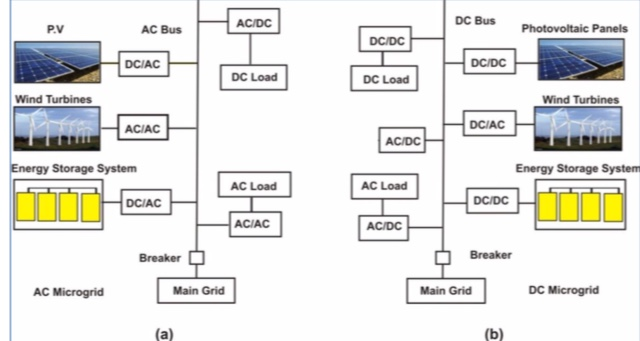 P.V
AC Bus
AC/DC
DC/AC
DC Load
Wind Turbines
AC/AC
Energy Storage System
AC Load
DC/AC
AC/AC
Breaker
AC Microgrid
Main Grid
(a)
DC Bus
Photovoltaic Panels
DC/DC
DC/DC
DC Load
Wind Turbines
DC/AC
AC/DC
Energy Storage System
AC Load
DC/DC
AC/DC
Breaker
Main Grid
DC Microgrid
(b)